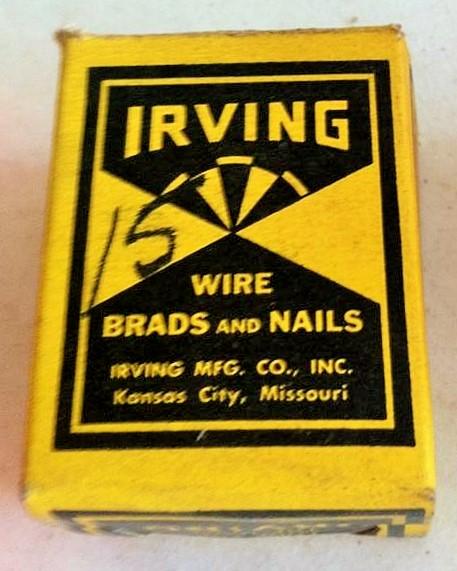 IRVING
15
WIRE
BRADS AND NAILS
IRVING MFG. CO., INC.
Kansas City, Missouri